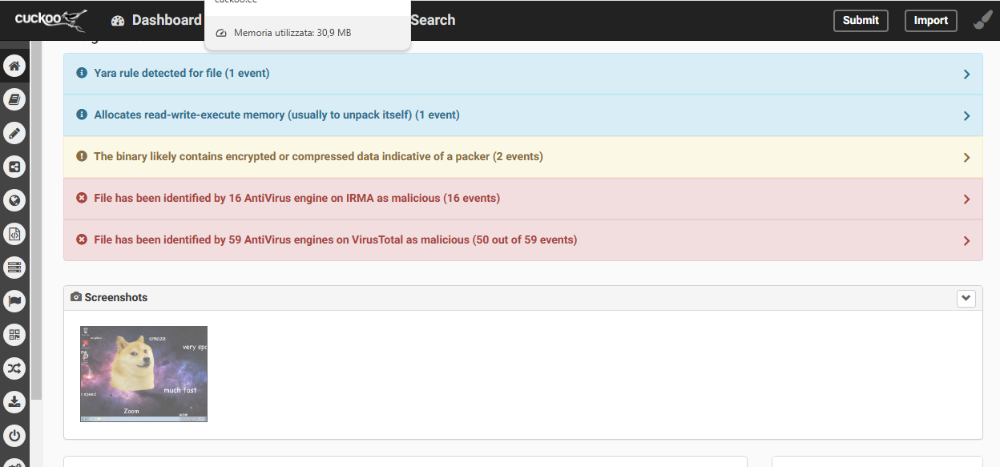 cuckoo
Dashboard
Search
Submit
Import
cuckoo.ee
Memoria utilizzata: 30,9 MB
Yara rule detected for file (1 event)
Allocates read-write-execute memory (usually to unpack itself) (1 event)
The binary likely contains encrypted or compressed data indicative of a packer (2 events)
File has been identified by 16 AntiVirus engine on IRMA as malicious (16 events)
File has been identified by 59 AntiVirus engines on VirusTotal as malicious (50 out of 59 events)
Screenshots
amaze
very spa
much fast
speed
Zoom
wow